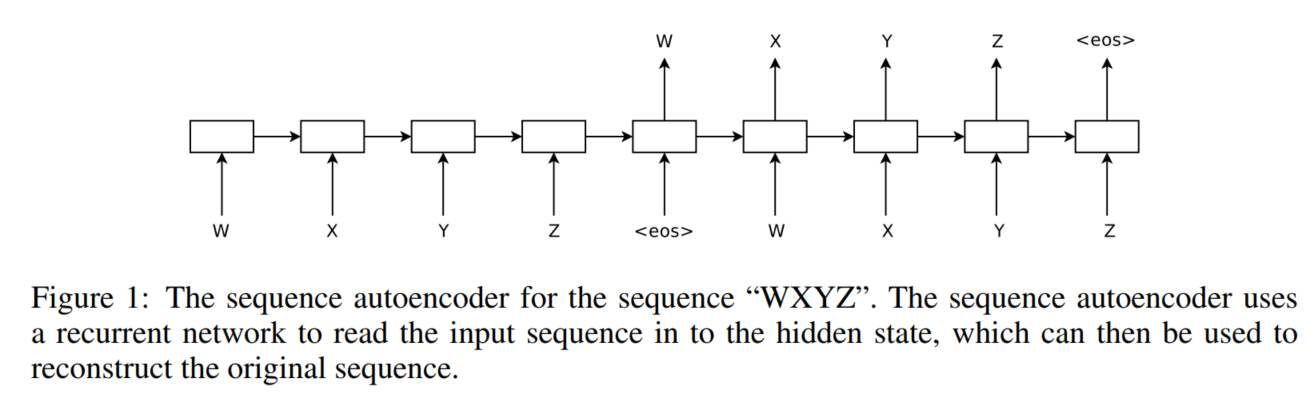 W X Y Z <eos>
W X Y Z <eos> W X Y Z
Figure 1: The sequence autoencoder for the sequence “WXYZ”. The sequence autoencoder uses
a recurrent network to read the input sequence in to the hidden state, which can then be used to
reconstruct the original sequence.